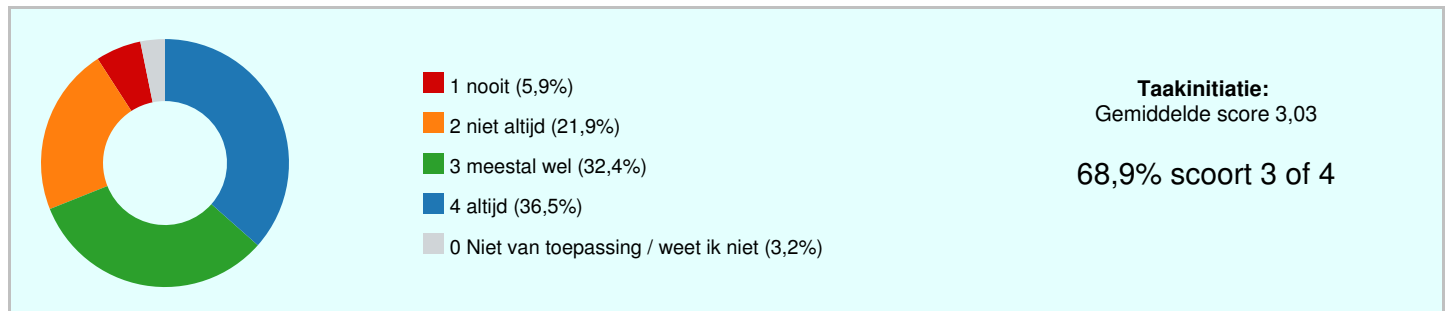 1 nooit (5,9%)
2 niet altijd (21,9%)
3 meestal wel (32,4%)
4 altijd (36,5%)
0 Niet van toepassing / weet ik niet (3,2%)
Taakinitiatie:
Gemiddelde score 3,03
68,9% scoort 3 of 4